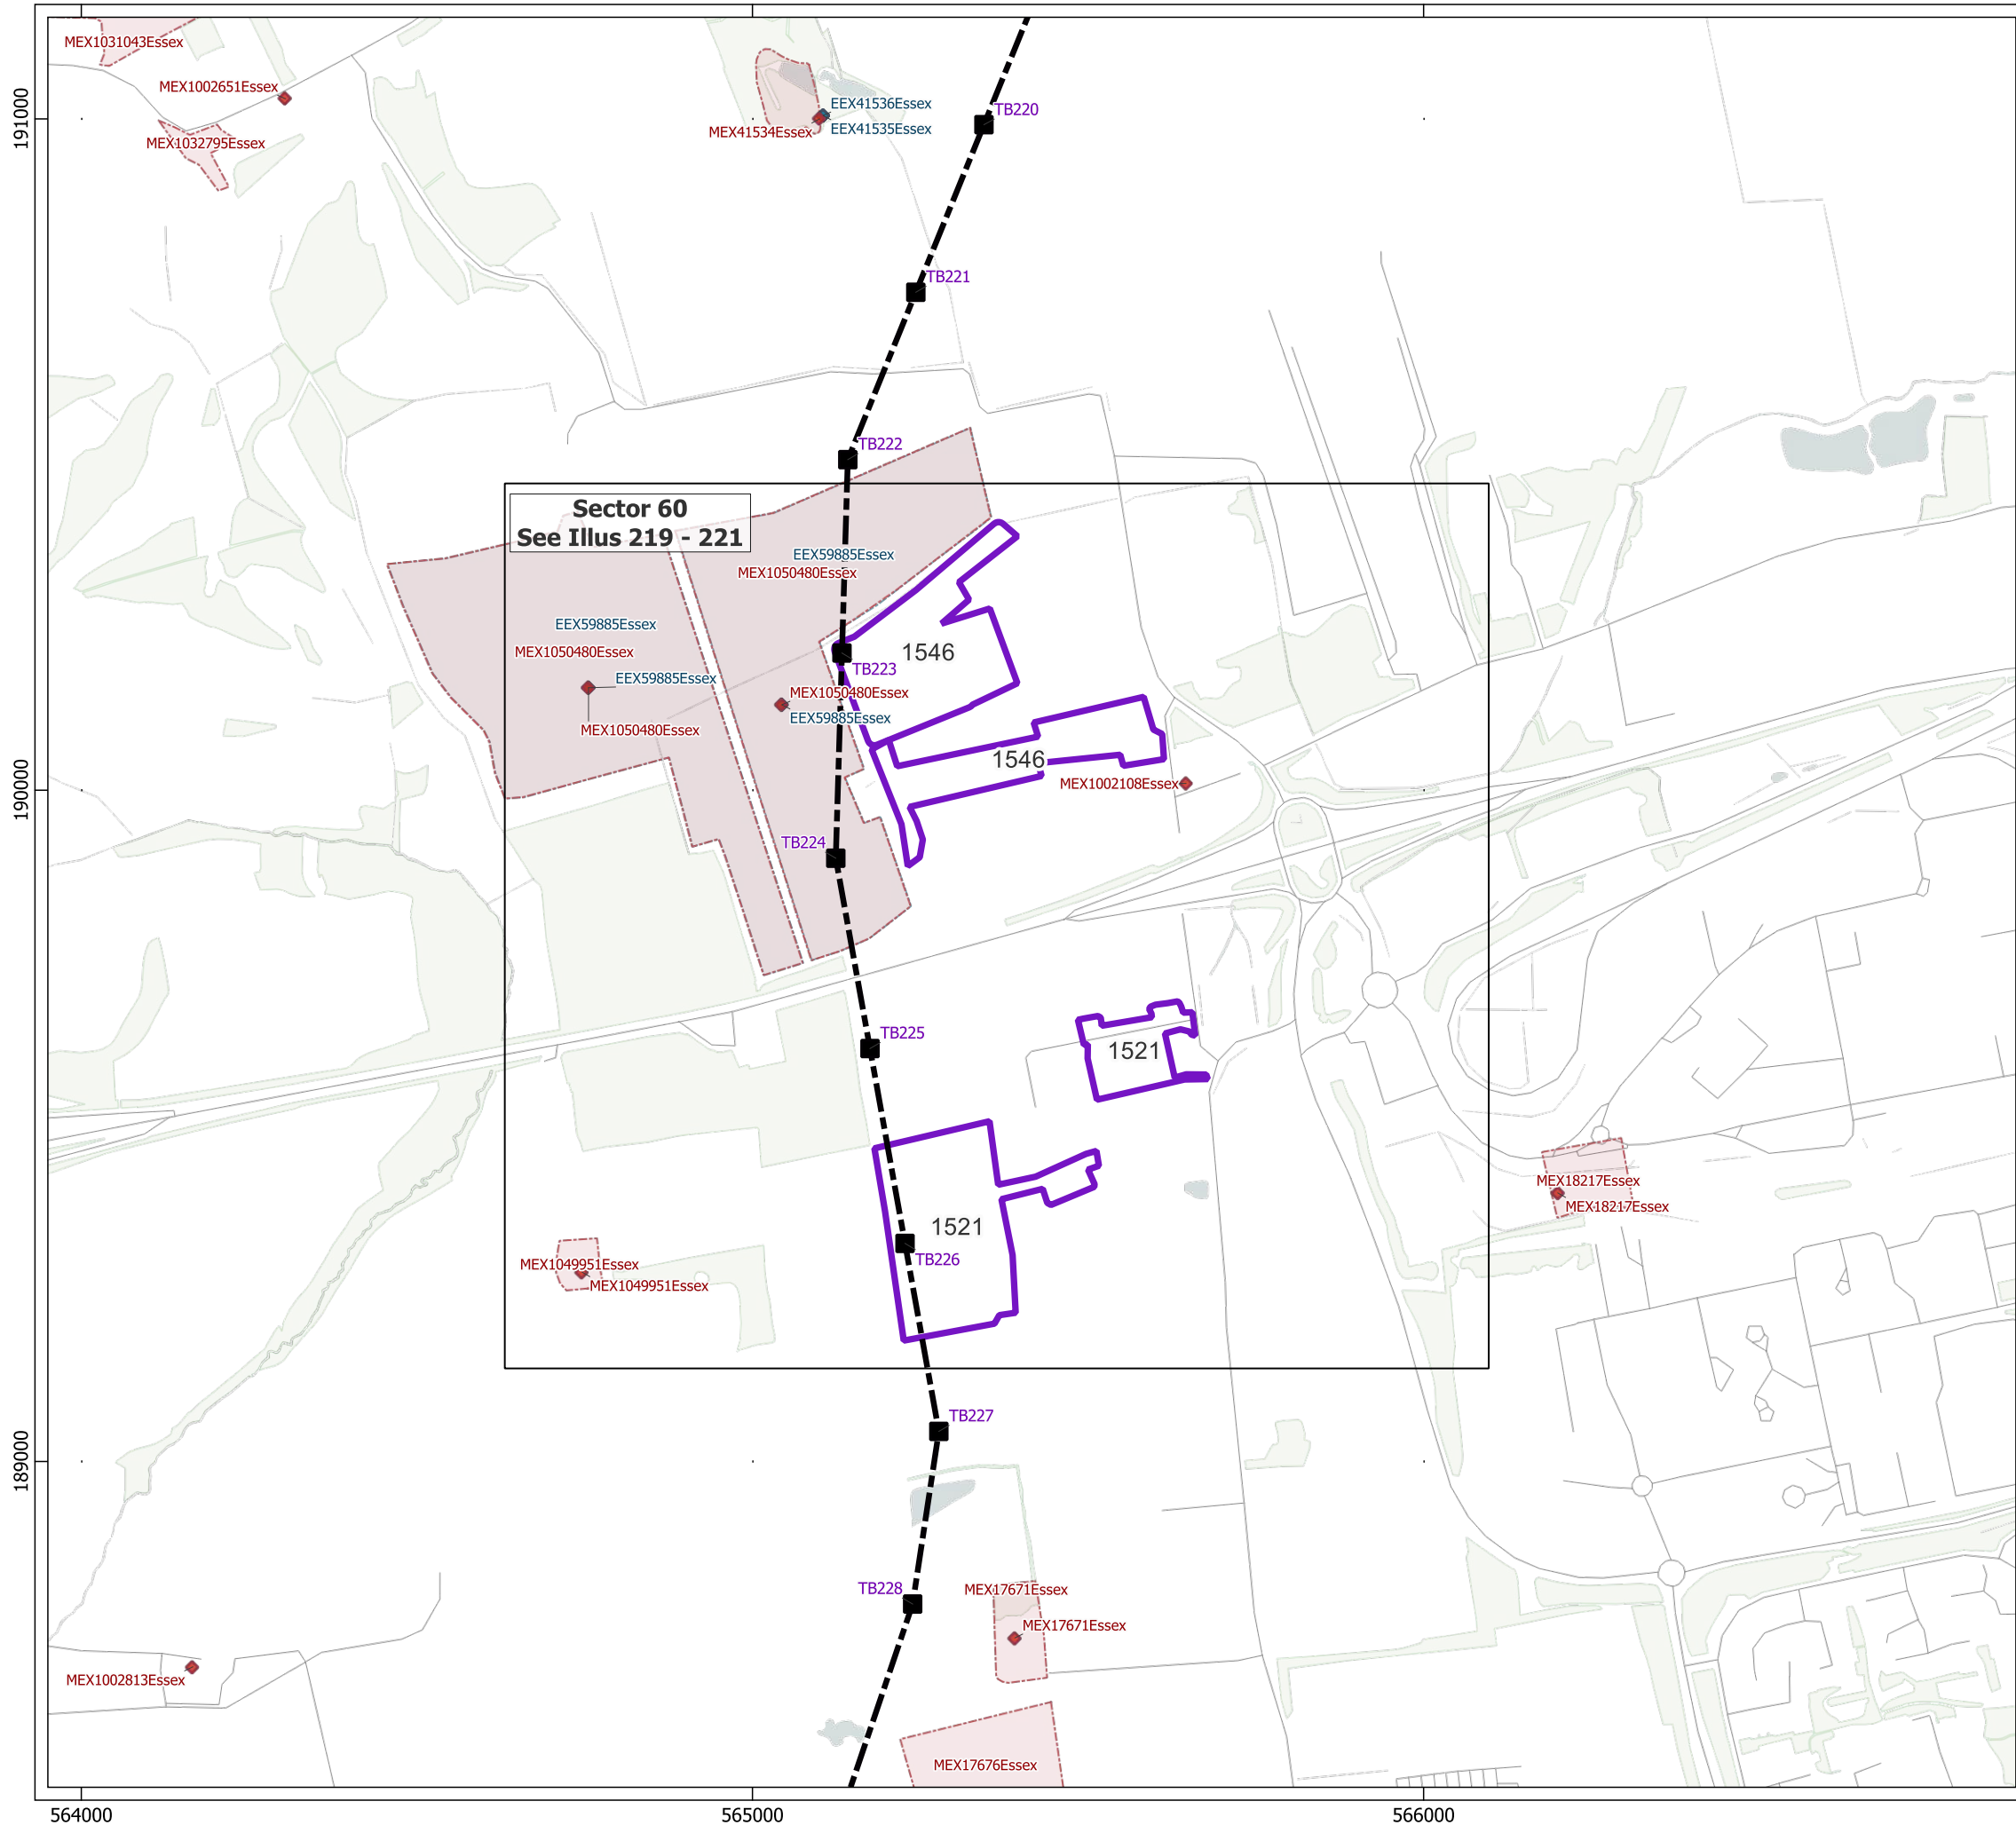 MEX1031043Essex
MEX1002651Essex
EEX41536Essex
TB220
191000
MEX41534Essex
EEX41535Essex
MEX1032795Essex
TB221
TB222
Sector 60
See Illus 219 - 221
EEX59885Essex
MEX1050480Essex
EEX59885Essex
MEX1050480Essex
1546
TB223
EEX59885Essex
MEX1050480Essex
EEX59885Essex
MEX1050480Essex
1546
MEX1002108Essex
190000
TB224
TB225
1521
MEX18217Essex
MEX18217Essex
1521
TB226
MEX1049951Essex
MEX1049951Essex
TB227
189000
TB228
MEX17671Essex
MEX17671Essex
MEX1002813Essex
MEX17676Essex
564000
565000
566000